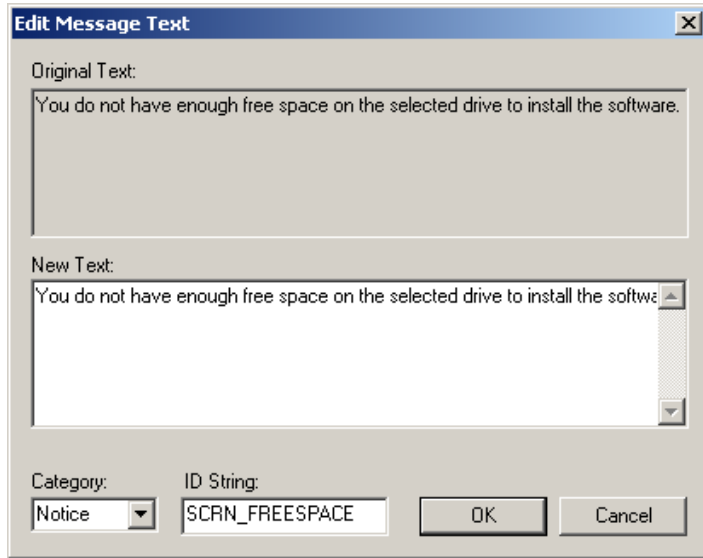 Edit Message Text
Original Text:
You do not have enough free space on the selected drive to install the software.
New Text:
You do not have enough free space on the selected drive to install the softwa
Category:
ID String:
Notice
SCRN_FREESPACE
OK
Cancel